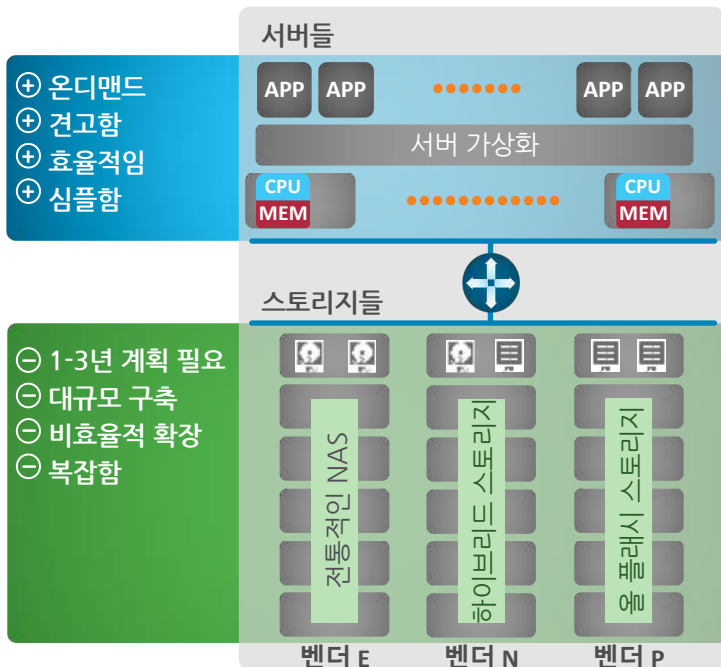 서버들
⊕ 온디맨드
⊕ 견고함
⊕ 효율적임
⊕ 심플함
APP APP APP APP
서버 가상화
CPU CPU
MEM MEM
스토리지들
⊖ 1-3년 계획 필요
⊖ 대규모 구축
⊖ 비효율적 확장
⊖ 복잡함
전통적인 NAS
하이브리드 스토리지
올 플래시 스토리지
벤더 E 벤더 N 벤더 P